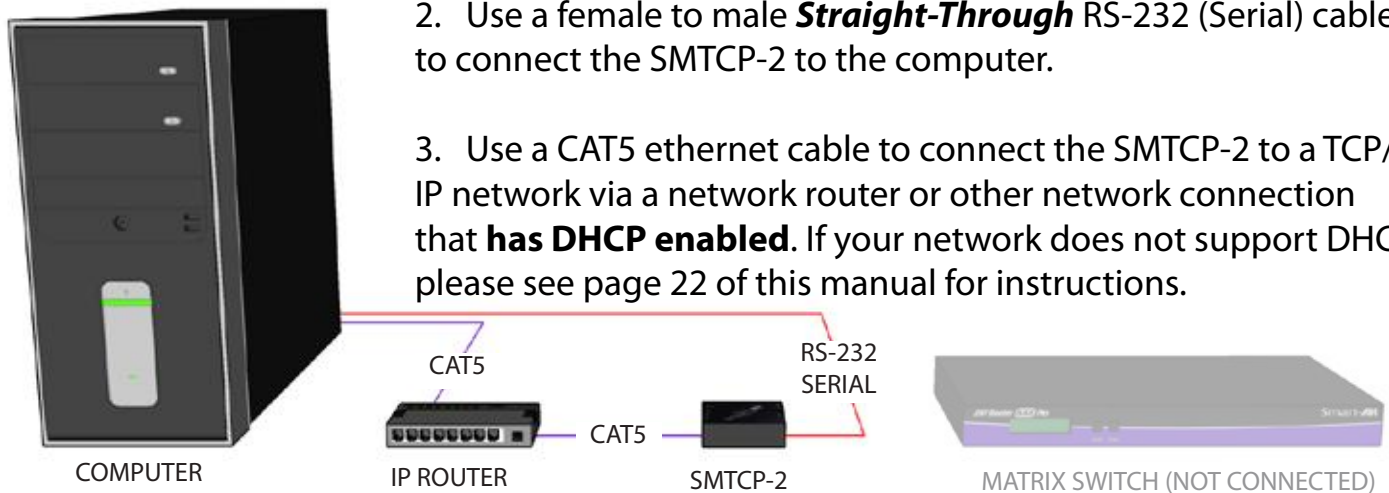 2. Use a female to male Straight-Through RS-232 (Serial) cable
to connect the SMTCP-2 to the computer.
3. Use a CAT5 ethernet cable to connect the SMTCP-2 to a TCP/
IP network via a network router or other network connection
that has DHCP enabled. If your network does not support DHC
please see page 22 of this manual for instructions.
CAT5
RS-232
SERIAL
CAT5
Smart-AVI
COMPUTER
IP ROUTER
SMTCP-2
MATRIX SWITCH (NOT CONNECTED)